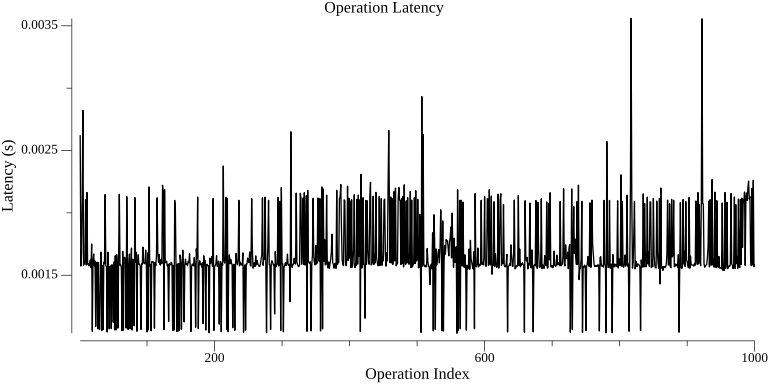 Operation Latency
0.0035
0.0025
0.0015
Latency (s)
200
600
1000
Operation Index